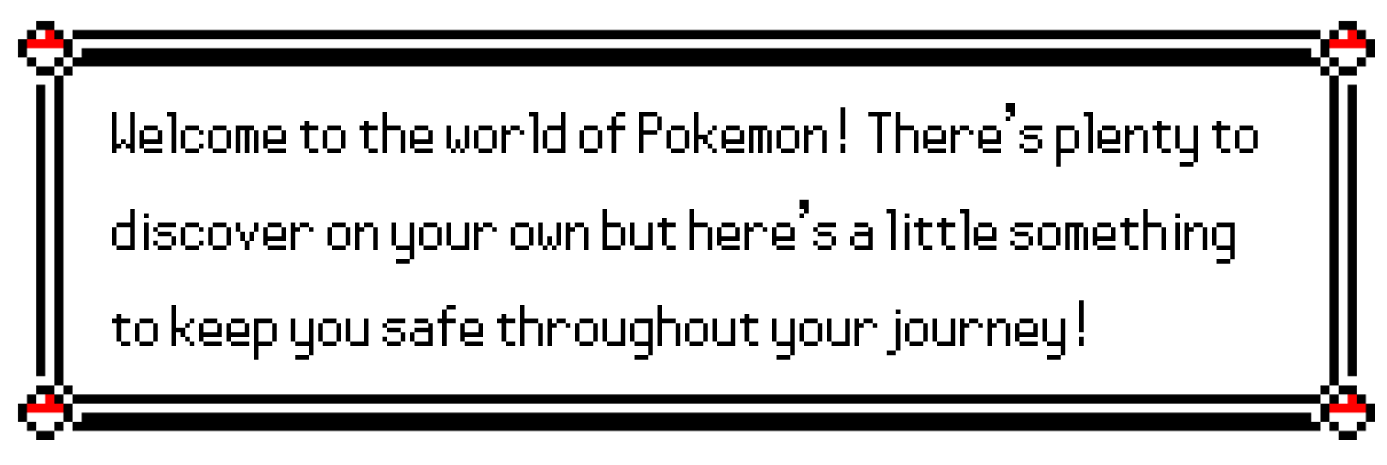 Welcome to the world of Pokemon! There's plenty to
discover on your own but here's a little something
to keep you safe throughout your journey!